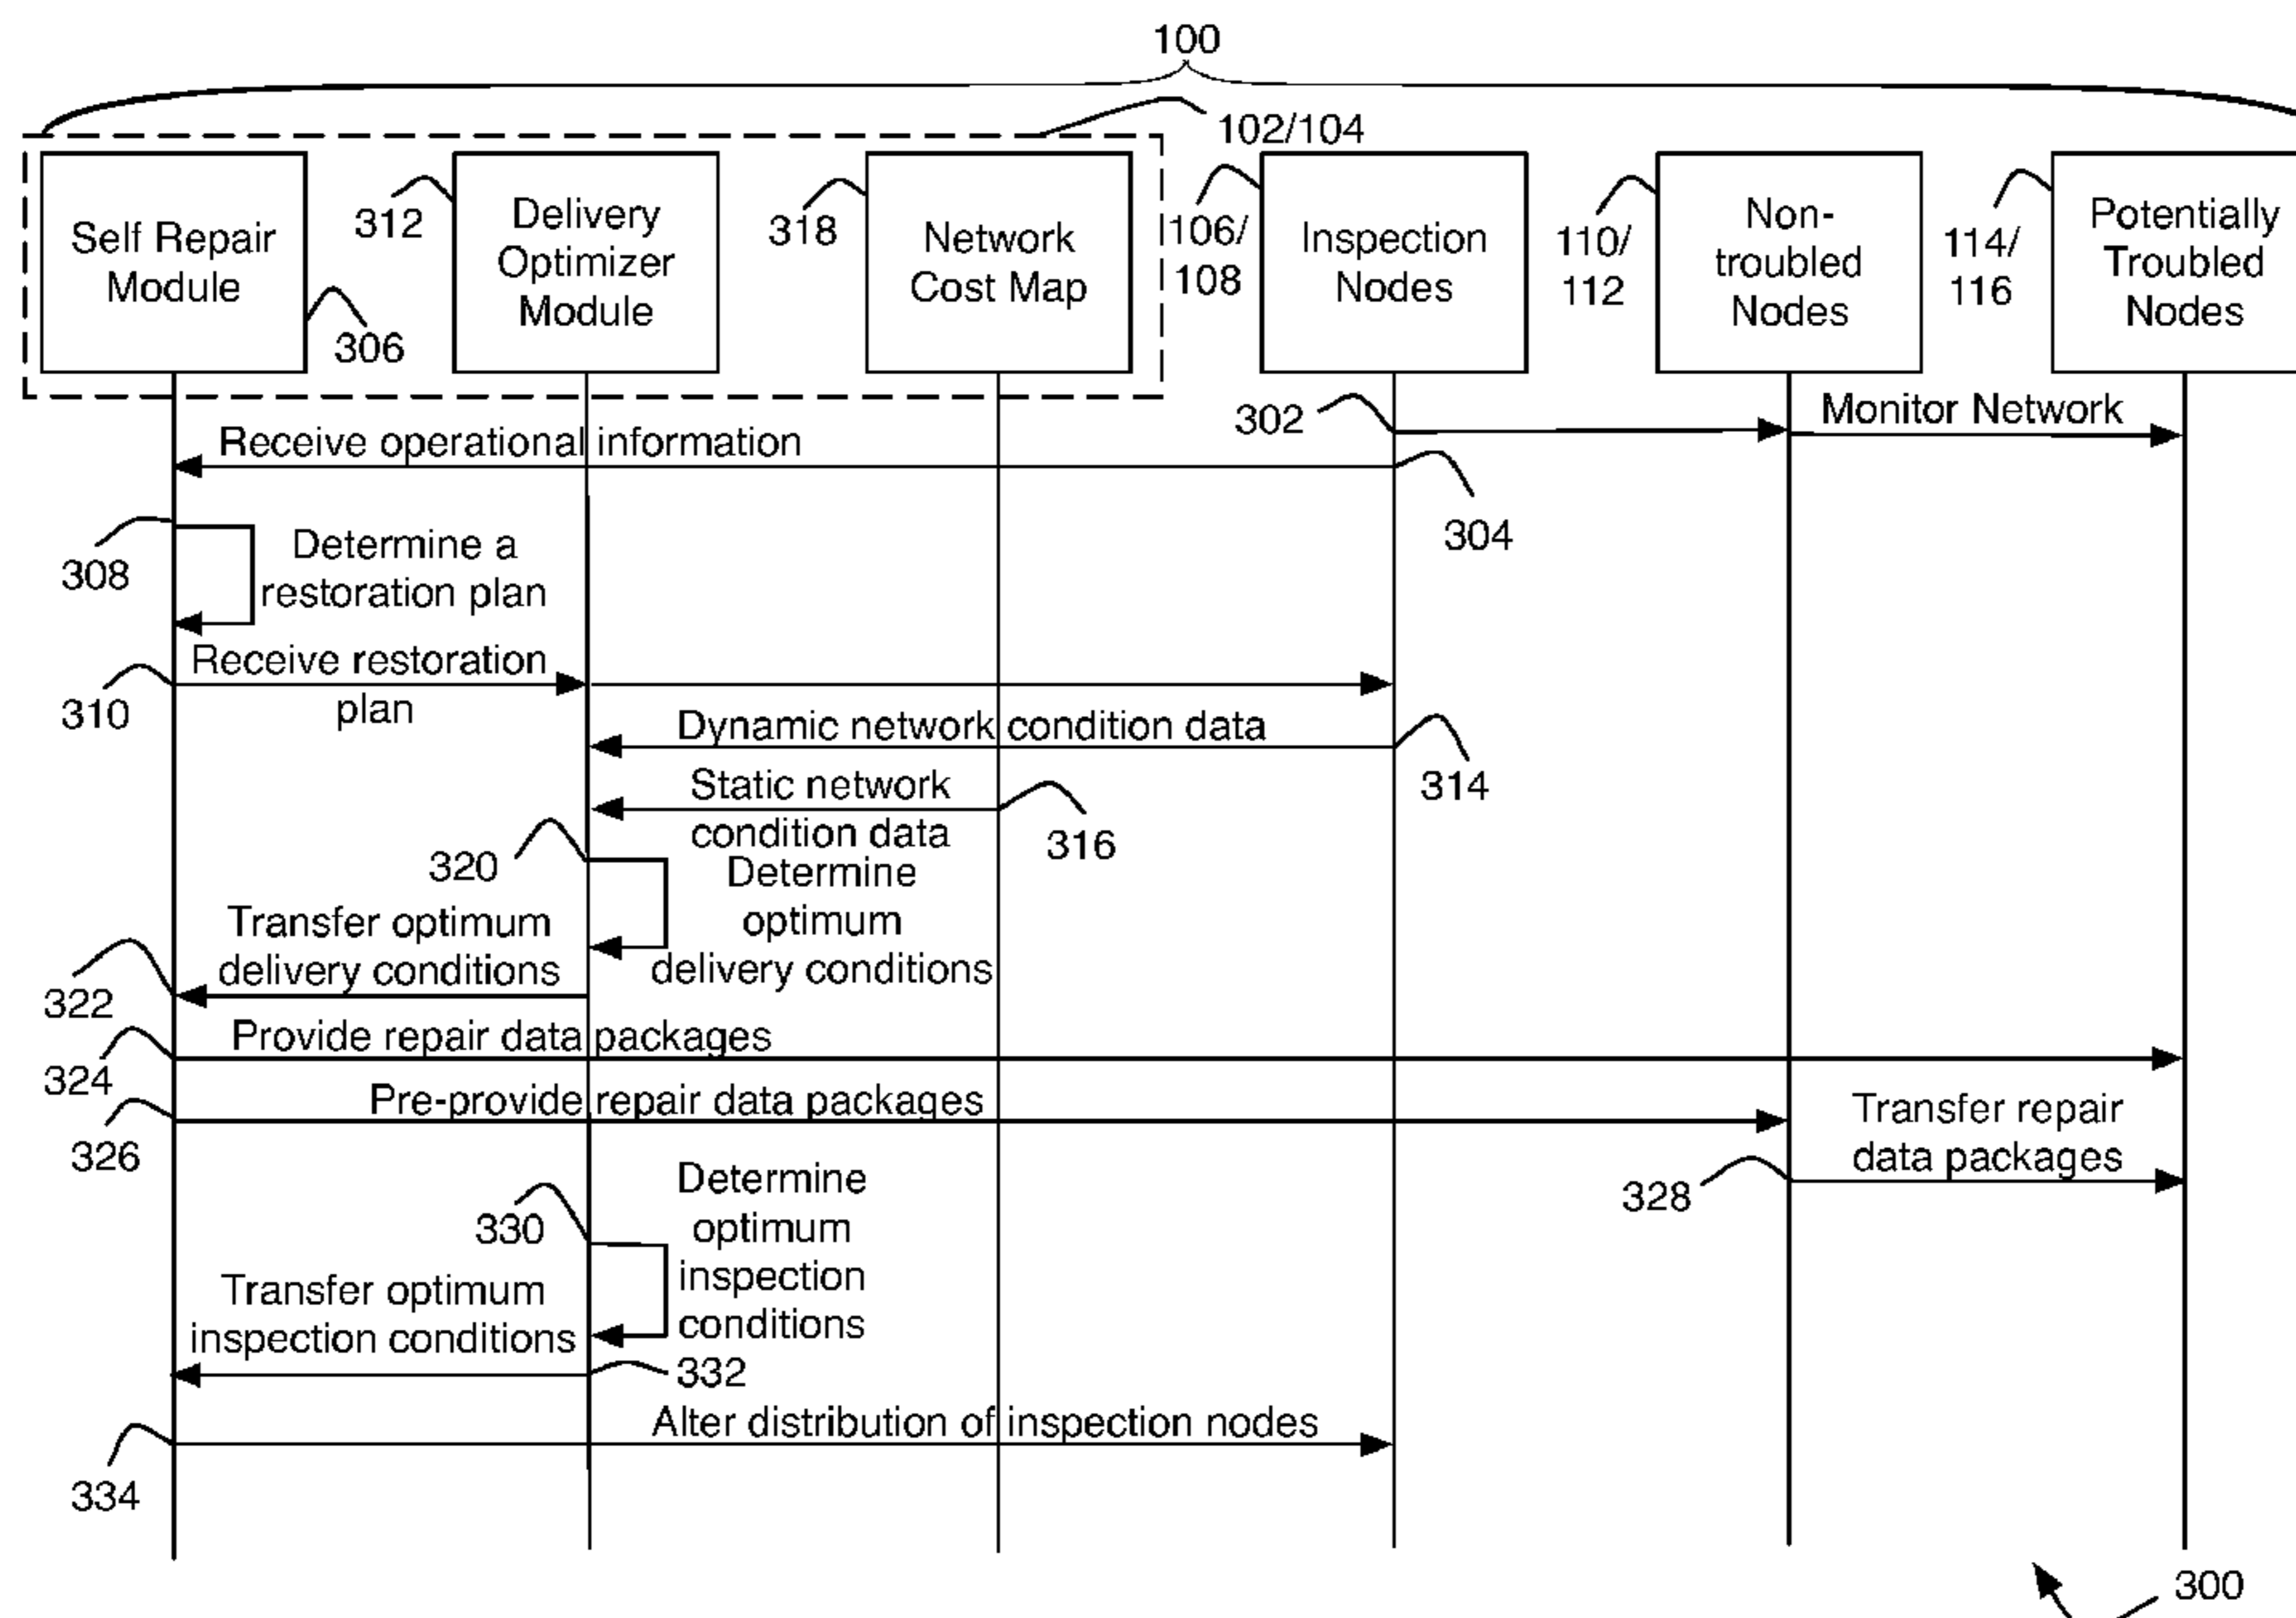 100
102/104
Self Repair
Module
306
312
Delivery
Optimizer
Module
318
Network
Cost Map
106/
108
Inspection
Nodes
110/
112
Non-
troubled
Nodes
114/
116
Potentially
Troubled
Nodes
302
Monitor Network
Receive operational information
304
308
Determine a
restoration plan
310
Receive restoration
plan
Dynamic network condition data
314
Static network
condition data
316
320
Determine
optimum
delivery conditions
Transfer optimum
delivery conditions
322
Provide repair data packages
324
Pre-provide repair data packages
326
Transfer repair
data packages
328
330
Determine
optimum
inspection
conditions
Transfer optimum
inspection conditions
332
Alter distribution of inspection nodes
334
300